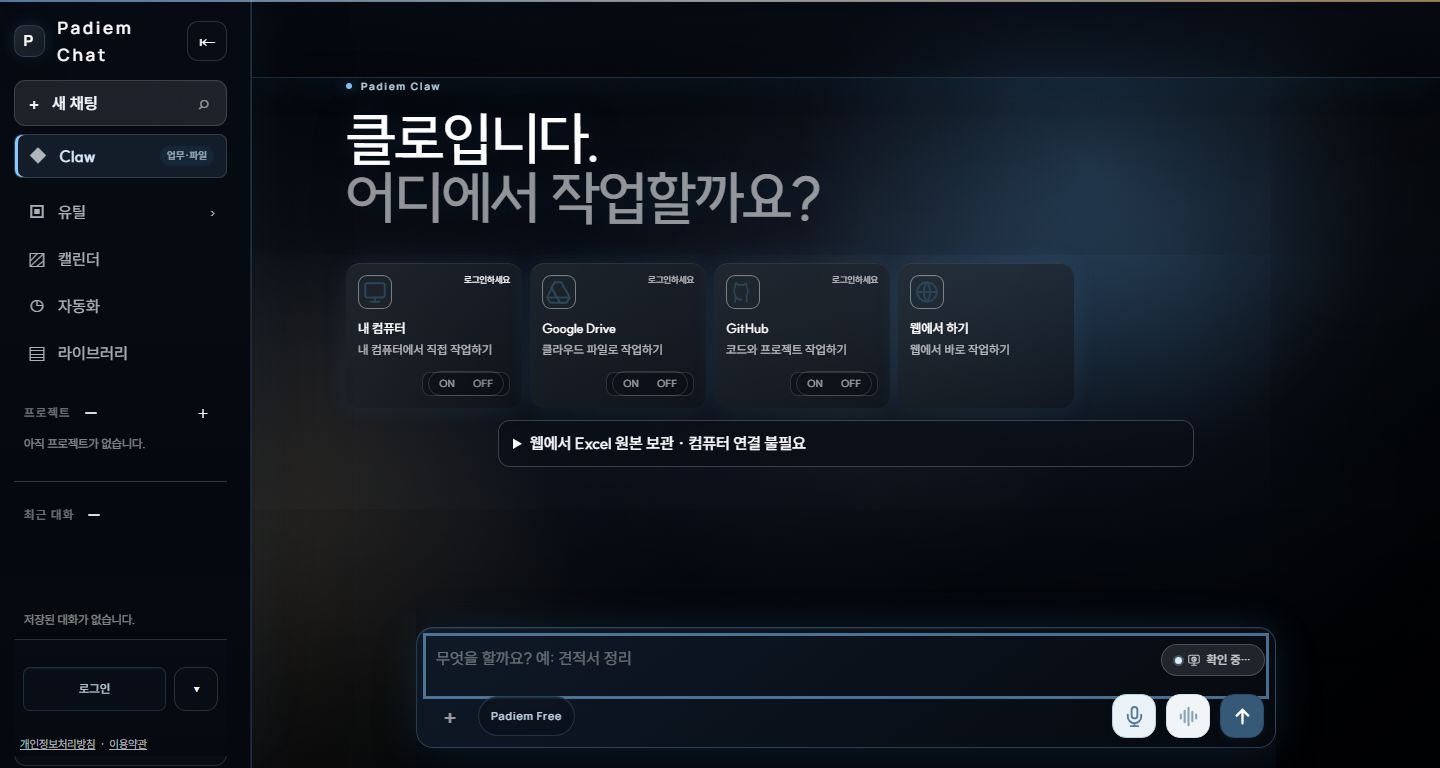 P
Padiem
Chat
+ 새 채팅
Claw
업무·파일
유틸
캘린더
자동화
라이브러리
프로젝트
+
아직 프로젝트가 없습니다.
최근 대화
저장된 대화가 없습니다.
로그인
개인정보처리방침 · 이용약관
Padiem Claw
클로입니다.
어디에서 작업할까요?
로그인하세요
내 컴퓨터
내 컴퓨터에서 직접 작업하기
ON OFF
로그인하세요
Google Drive
클라우드 파일로 작업하기
ON OFF
로그인하세요
GitHub
코드와 프로젝트 작업하기
ON OFF
웹에서 하기
웹에서 바로 작업하기
▶ 웹에서 Excel 원본 보관 · 컴퓨터 연결 불필요
무엇을 할까요? 예: 견적서 정리
확인 중…
+
Padiem Free